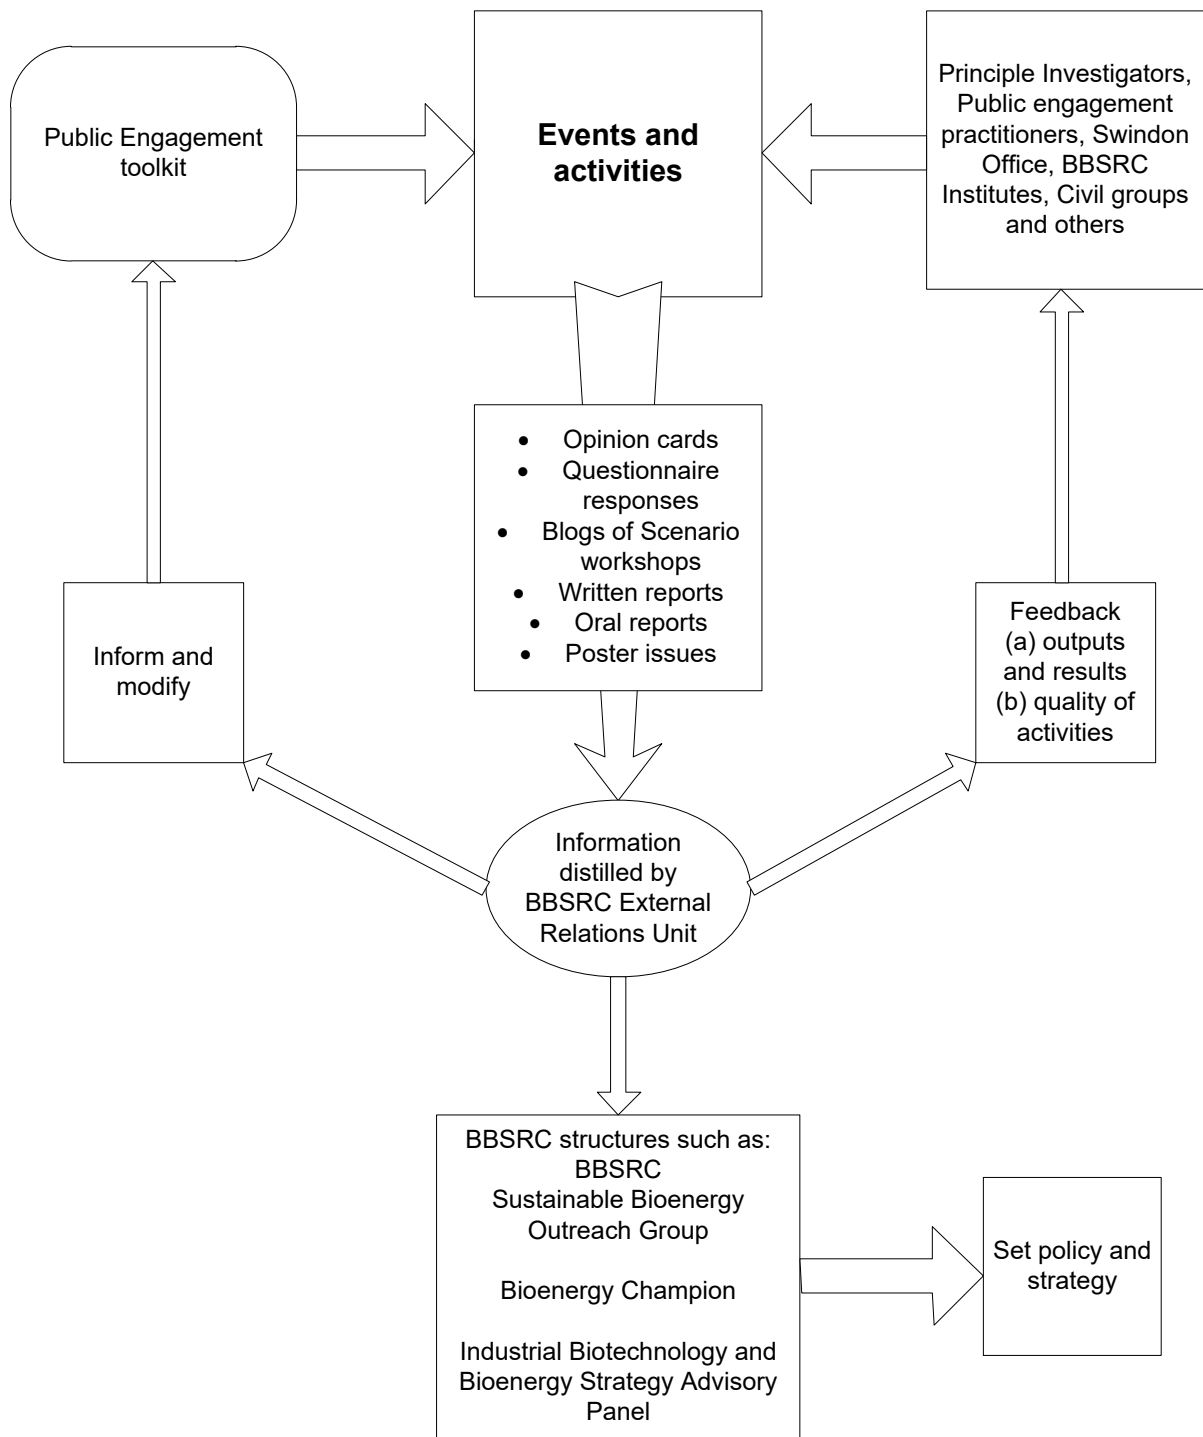 Public Engagement
toolkit
Events and
activities
Principle Investigators,
Public engagement
practitioners, Swindon
Office, BBSRC
Institutes, Civil groups
and others
• Opinion cards
• Questionnaire
responses
• Blogs of Scenario
workshops
• Written reports
• Oral reports
• Poster issues
Inform and
modify
Feedback
(a) outputs
and results
(b) quality of
activities
Information
distilled by
BBSRC External
Relations Unit
BBSRC structures such as:
BBSRC
Sustainable Bioenergy
Outreach Group
Bioenergy Champion
Industrial Biotechnology and
Bioenergy Strategy Advisory
Panel
Set policy and
strategy